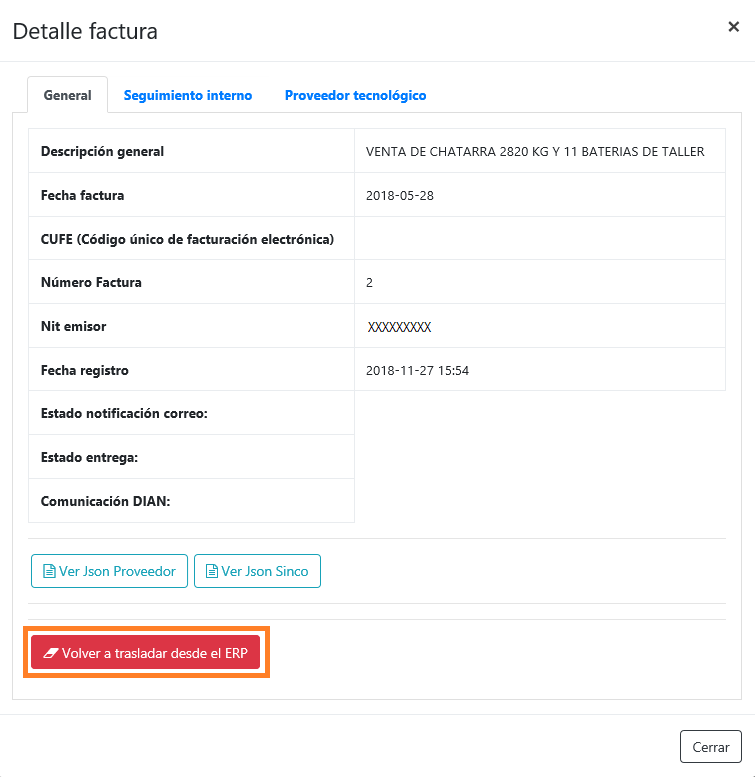 Detalle factura
×
General
Seguimiento interno
Proveedor tecnológico
Descripción general
VENTA DE CHATARRA 2820 KG Y 11 BATERIAS DE TALLER
Fecha factura
2018-05-28
CUFE (Código único de facturación electrónica)
Número Factura
2
Nit emisor
XXXXXXXXX
Fecha registro
2018-11-27 15:54
Estado notificación correo:
Estado entrega:
Comunicación DIAN:
Ver Json Proveedor
Ver Json Sinco
Volver a trasladar desde el ERP
Cerrar